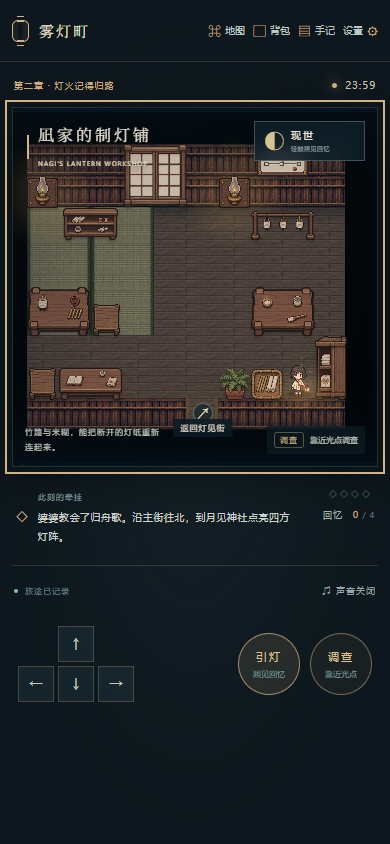 雾灯町
地图 背包 手记 设置
第二章 · 灯火记得归路
23:59
凪家的制灯铺
NAGI'S LANTERN WORKSHOP
现世
轻触照见回忆
竹篾与米糊，能把断开的灯纸重新
连起来。
返回灯见街
调查 靠近光点调查
此刻的牵挂
婆婆教会了归舟歌。沿主街往北，到月见神社点亮四方
灯阵。
回忆 0 / 4
旅途已记录
声音关闭
↑
← ↓ →
引灯
照见回忆
调查
靠近光点